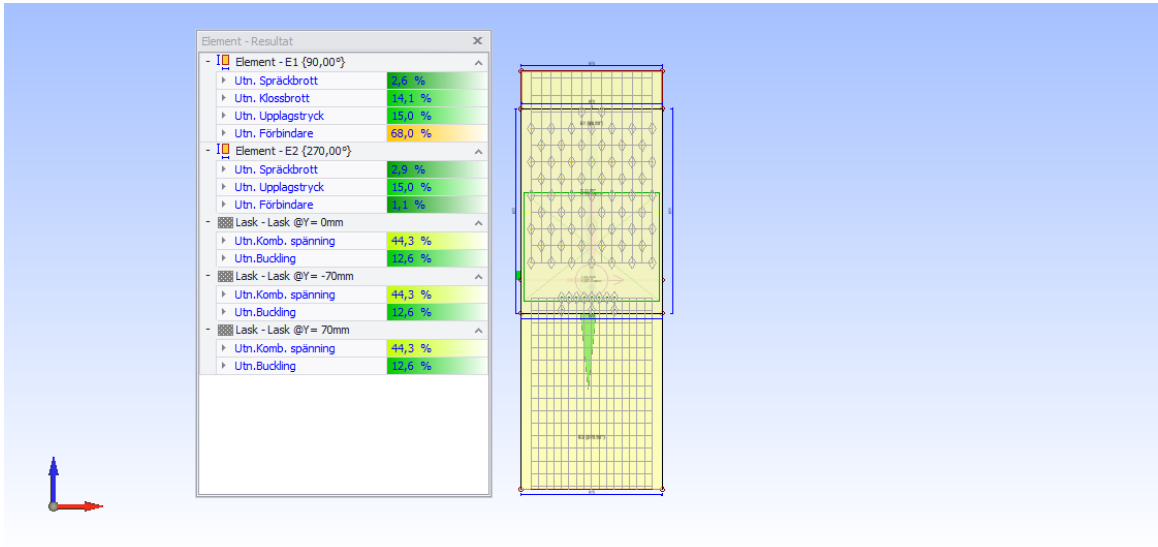 Element - Resultat
Element - E1 {90,00°}
Utn. Spräckbrott 2,6 %
Utn. Klossbrott 14,1 %
Utn. Upplagstryck 15,0 %
Utn. Förbindare 68,0 %
Element - E2 {270,00°}
Utn. Spräckbrott 2,9 %
Utn. Upplagstryck 15,0 %
Utn. Förbindare 1,1 %
Lask - Lask @Y= 0mm
Utn.Komb. spänning 44,3 %
Utn.Buckling 12,6 %
Lask - Lask @Y= -70mm
Utn.Komb. spänning 44,3 %
Utn.Buckling 12,6 %
Lask - Lask @Y= 70mm
Utn.Komb. spänning 44,3 %
Utn.Buckling 12,6 %